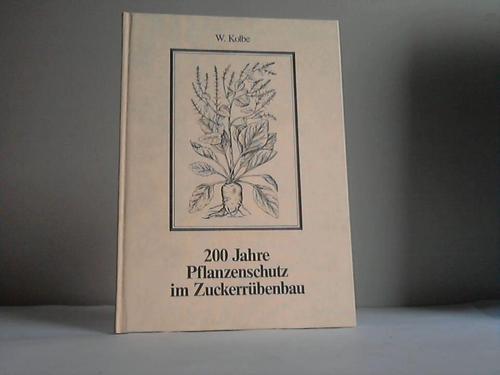 W. Kolbe
200 Jahre
Pflanzenschutz
im Zuckerrübenbau